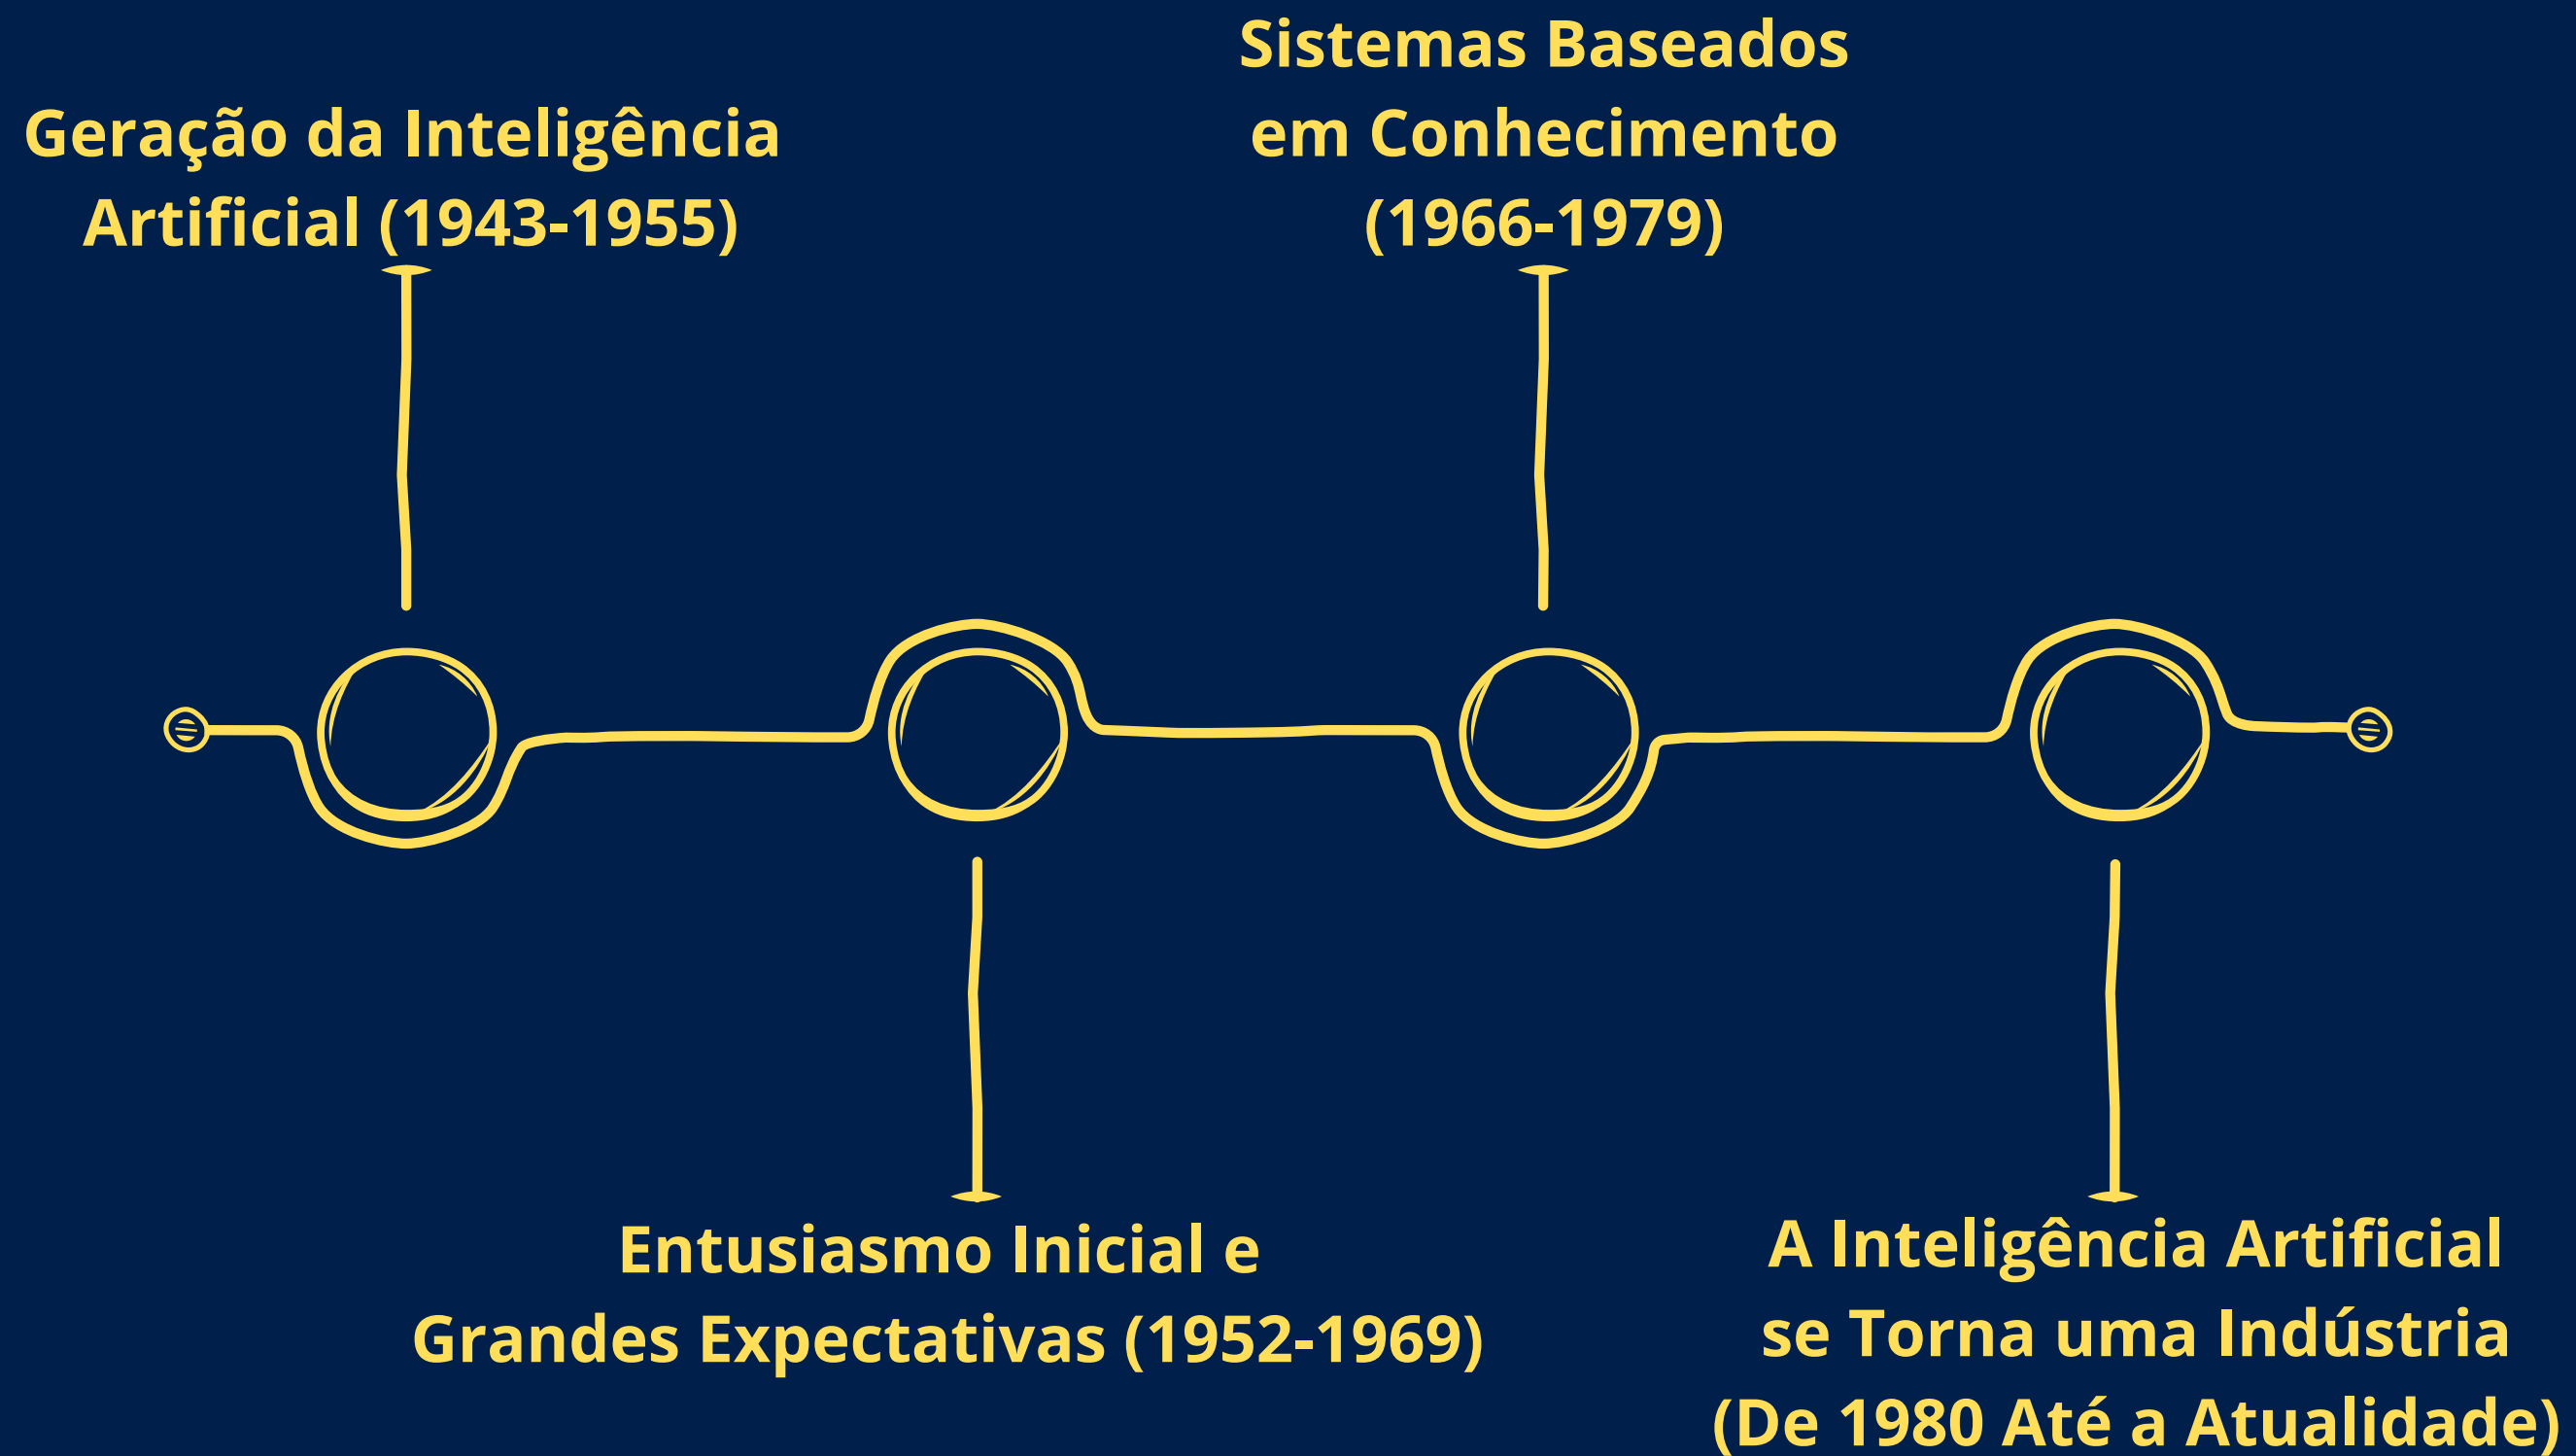 Geração da Inteligência
Artificial (1943-1955)
Sistemas Baseados
em Conhecimento
(1966-1979)
Entusiasmo Inicial e
Grandes Expectativas (1952-1969)
A Inteligência Artificial
se Torna uma Indústria
(De 1980 Até a Atualidade)